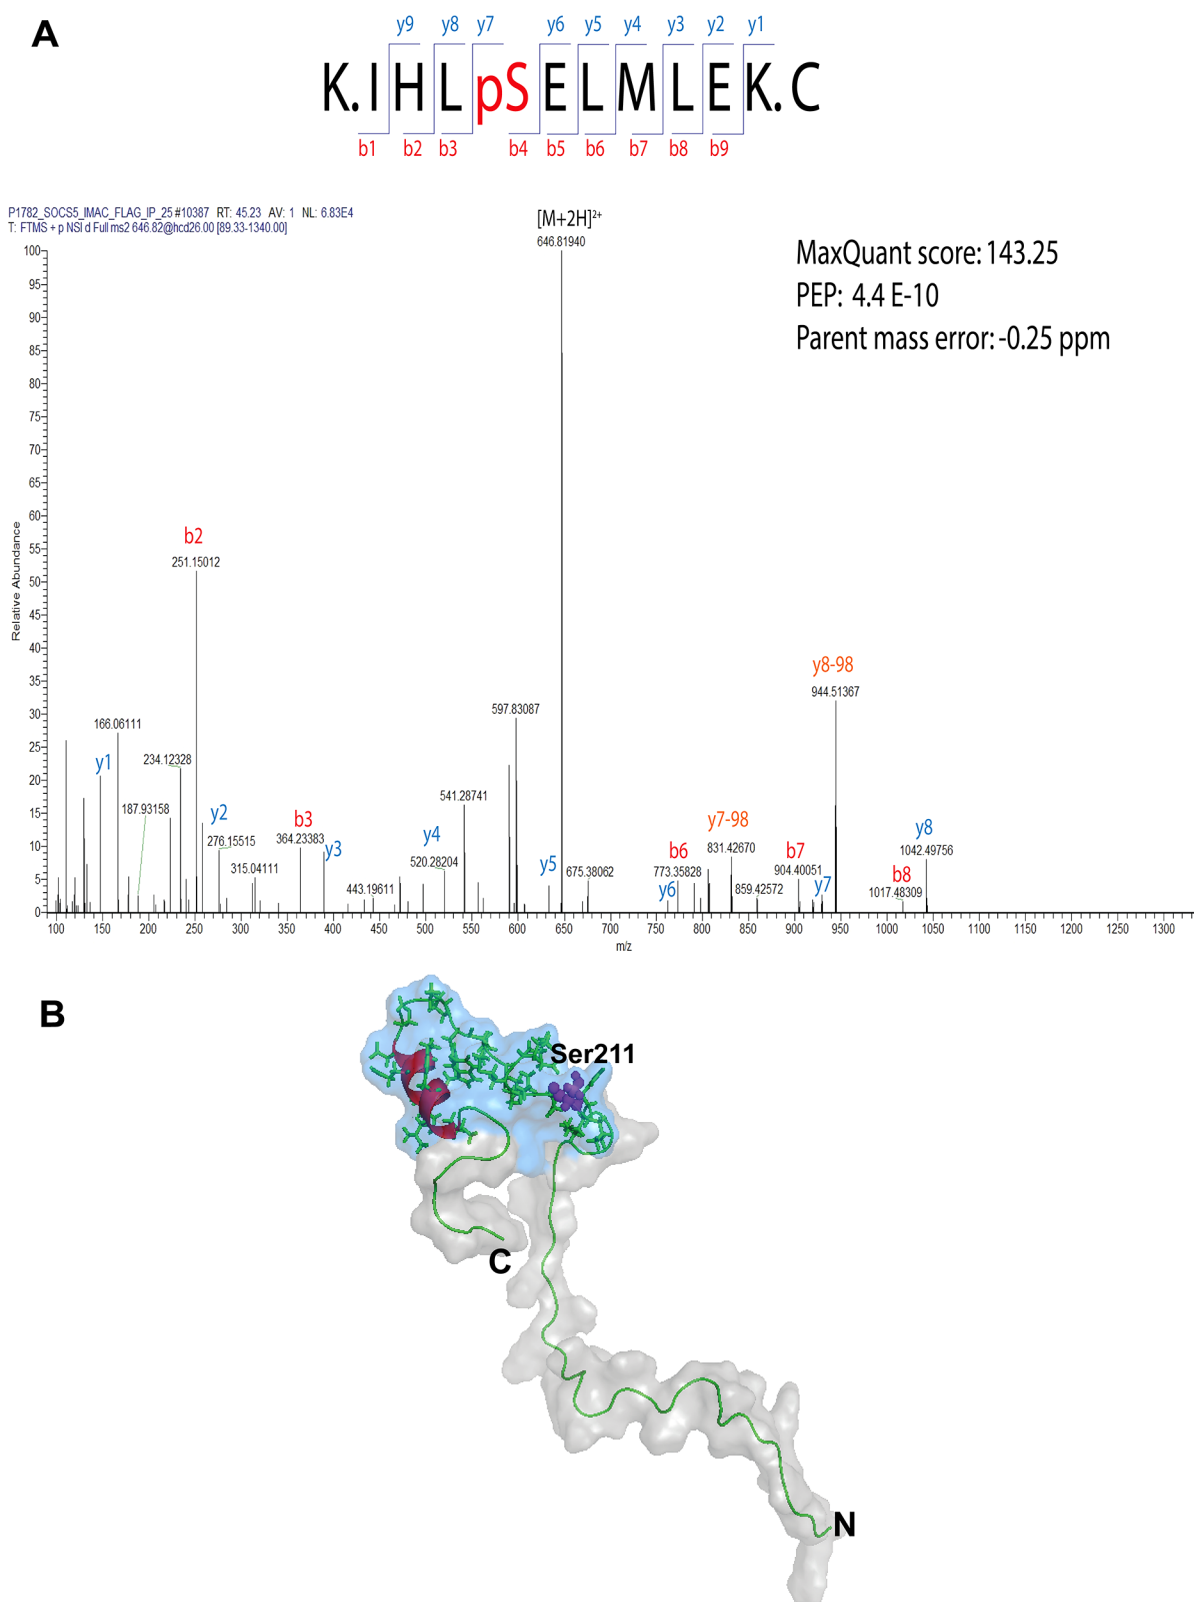 A
y9 y8 y7 y6 y5 y4 y3 y2 y1
K.IHLpSELMLEK.C
b1 b2 b3 b4 b5 b6 b7 b8 b9
P1782_SOCS5_IMAC_FLAG_IP_25 #10387 RT: 45.23 AV: 1 NL: 6.83E4
T: FTMS + p NSI d Full ms2 646.82@hcd26.00 [89.33-1340.00]
[M+2H]2+
646.81940
MaxQuant score: 143.25
PEP: 4.4 E-10
Parent mass error: -0.25 ppm
100
95
90
85
80
75
70
65
60
55
50
45
40
35
30
25
20
15
10
5
0
Relative Abundance
b2
251.15012
y8-98
944.51367
597.83087
166.06111
y1
234.12328
187.93158
541.28741
y2
276.15515
b3
364.23383
y3
315.04111
y4
520.28204
443.19611
y5
675.38062
y7-98
831.42670
b6
773.35828
y6
859.42572
b7
904.40051
y7
y8
1042.49756
b8
1017.48309
100 150 200 250 300 350 400 450 500 550 600 650 700 750 800 850 900 950 1000 1050 1100 1150 1200 1250 1300
m/z
B
Ser211
C
N